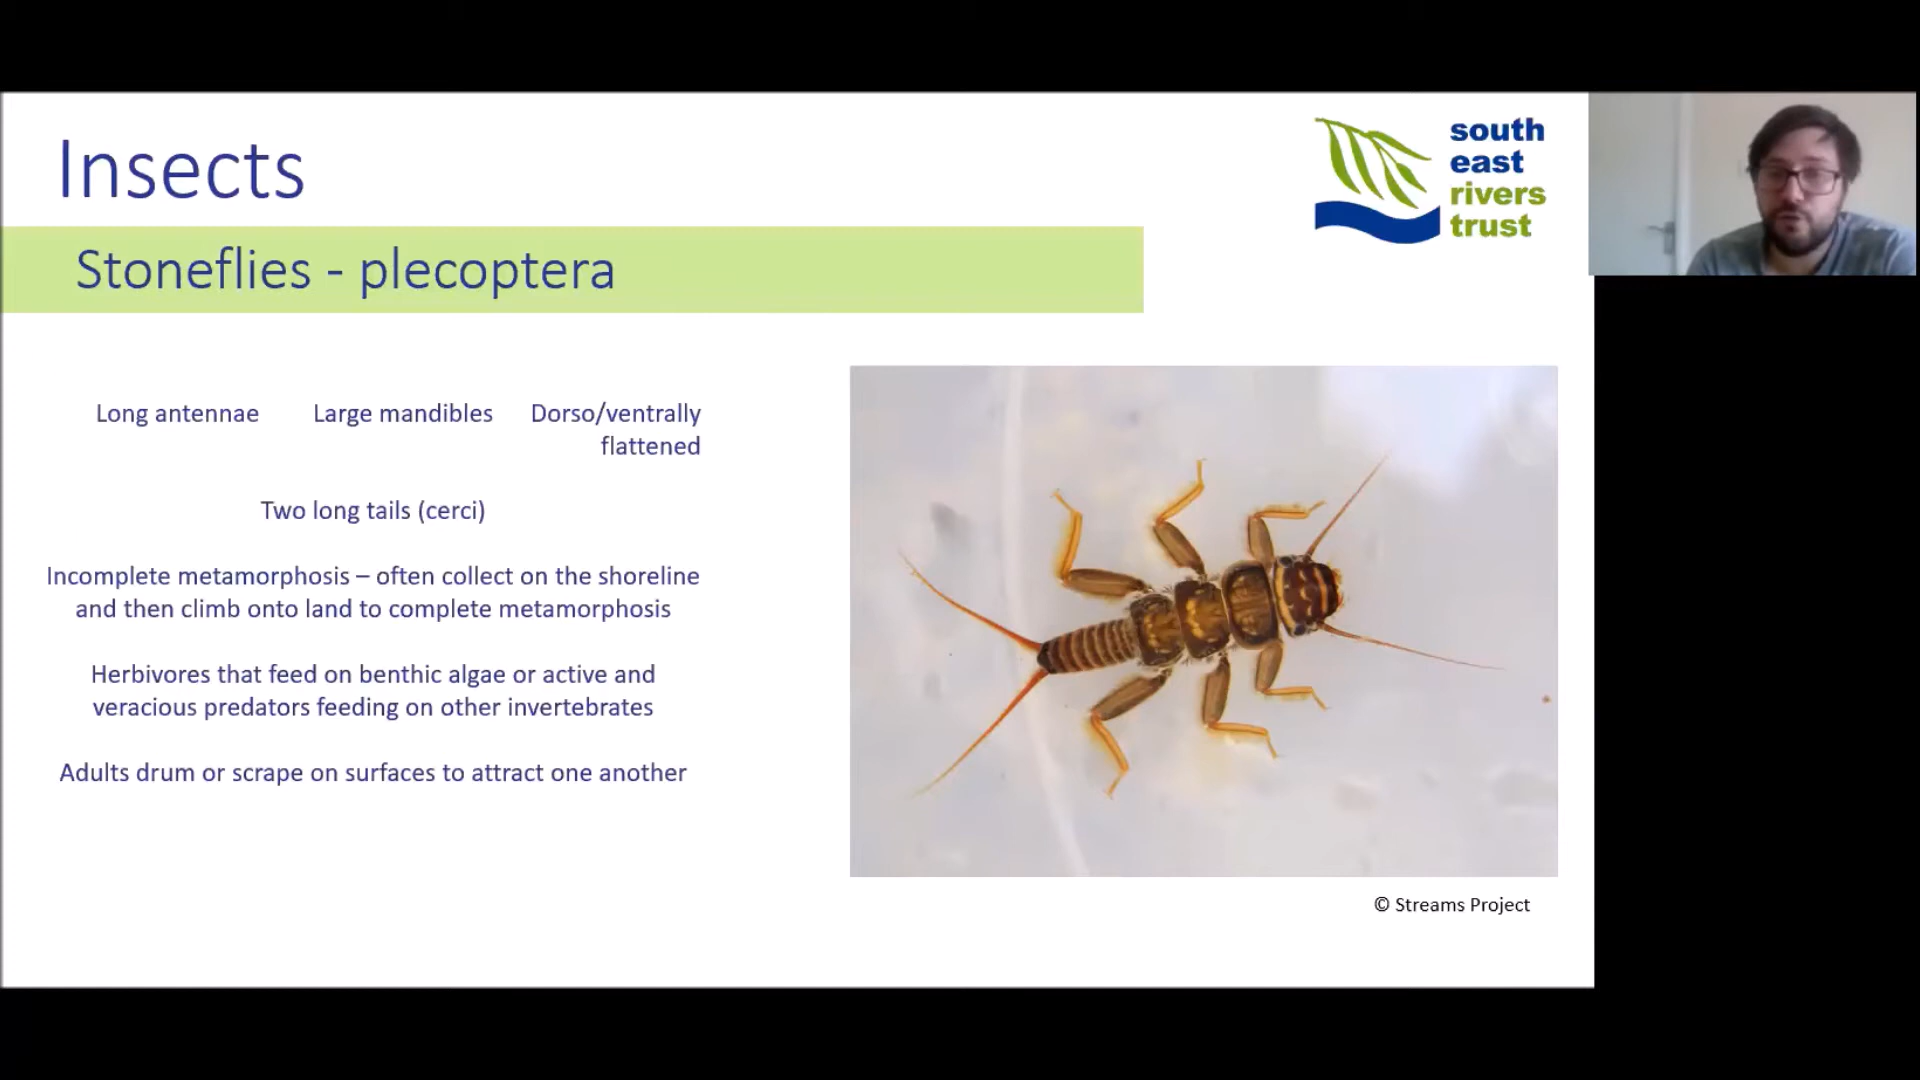 Insects
south
east
rivers
trust
Stoneflies - plecoptera
Long antennae Large mandibles Dorso/ventrally
flattened
Two long tails (cerci)
Incomplete metamorphosis – often collect on the shoreline
and then climb onto land to complete metamorphosis
Herbivores that feed on benthic algae or active and
veracious predators feeding on other invertebrates
Adults drum or scrape on surfaces to attract one another
© Streams Project